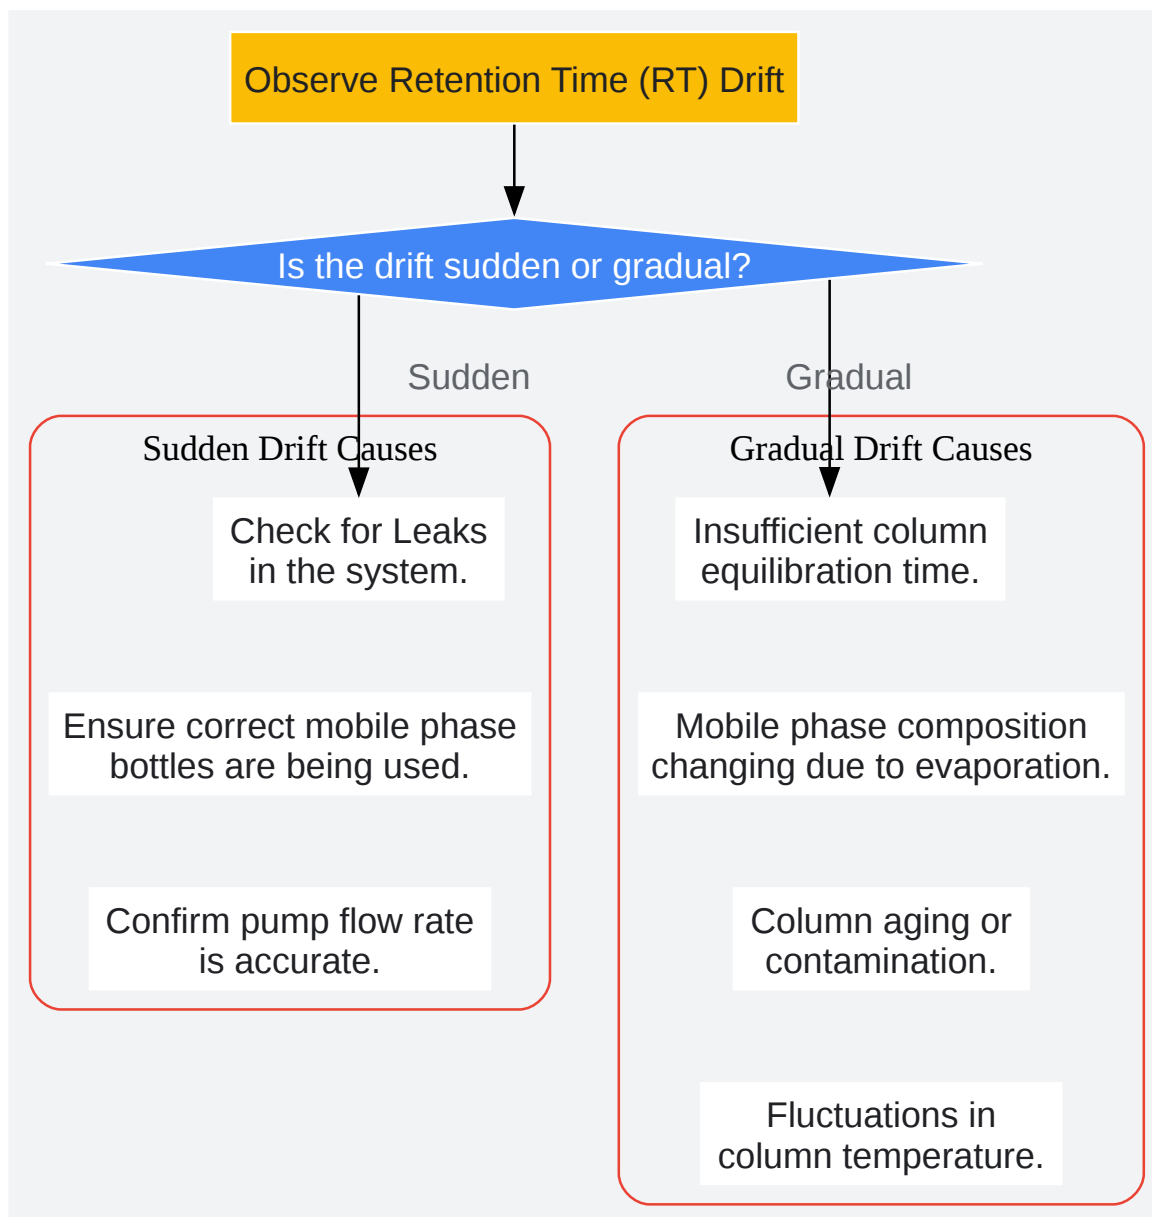 Observe Retention Time (RT) Drift
Is the drift sudden or gradual?
Sudden
Gradual
Sudden Drift Causes
Check for Leaks
in the system.
Ensure correct mobile phase
bottles are being used.
Confirm pump flow rate
is accurate.
Gradual Drift Causes
Insufficient column
equilibration time.
Mobile phase composition
changing due to evaporation.
Column aging or
contamination.
Fluctuations in
column temperature.